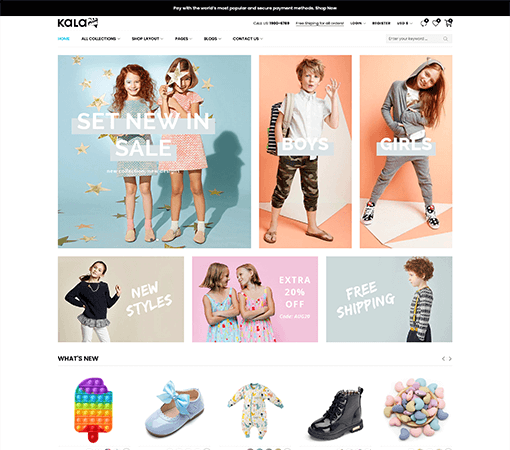 Pay with the world's most popular and secure payment methods. Shop Now
KALA
CALL US: 1900-6789 Free Shipping for all orders! LOGIN REGISTER USD $
HOME ALL COLLECTIONS SHOP LAYOUT PAGES BLOGS CONTACT US Enter your keyword...
SET NEW IN
SALE
new collection, new
BOYS
GIRLS
NEW
STYLES
EXTRA
20%
OFF
Code:
FREE
SHIPPING
WHAT'S NEW